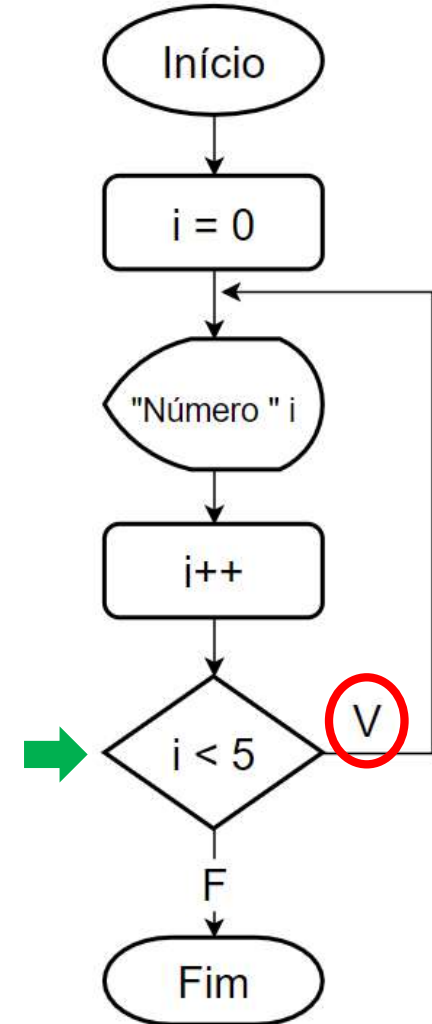 Início
i = 0
"Número " i
i++
i < 5
V
F
Fim